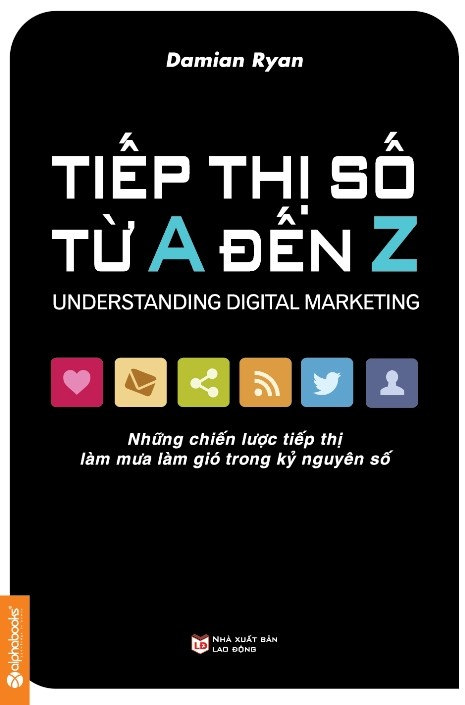 Damian Ryan
TIẾP THỊ SỐ
TỪ A ĐẾN Z
UNDERSTANDING DIGITAL MARKETING
Những chiến lược tiếp thị
làm mưa làm gió trong kỷ nguyên số
alphabooks®
LĐ
NHÀ XUẤT BẢN
LAO ĐỘNG